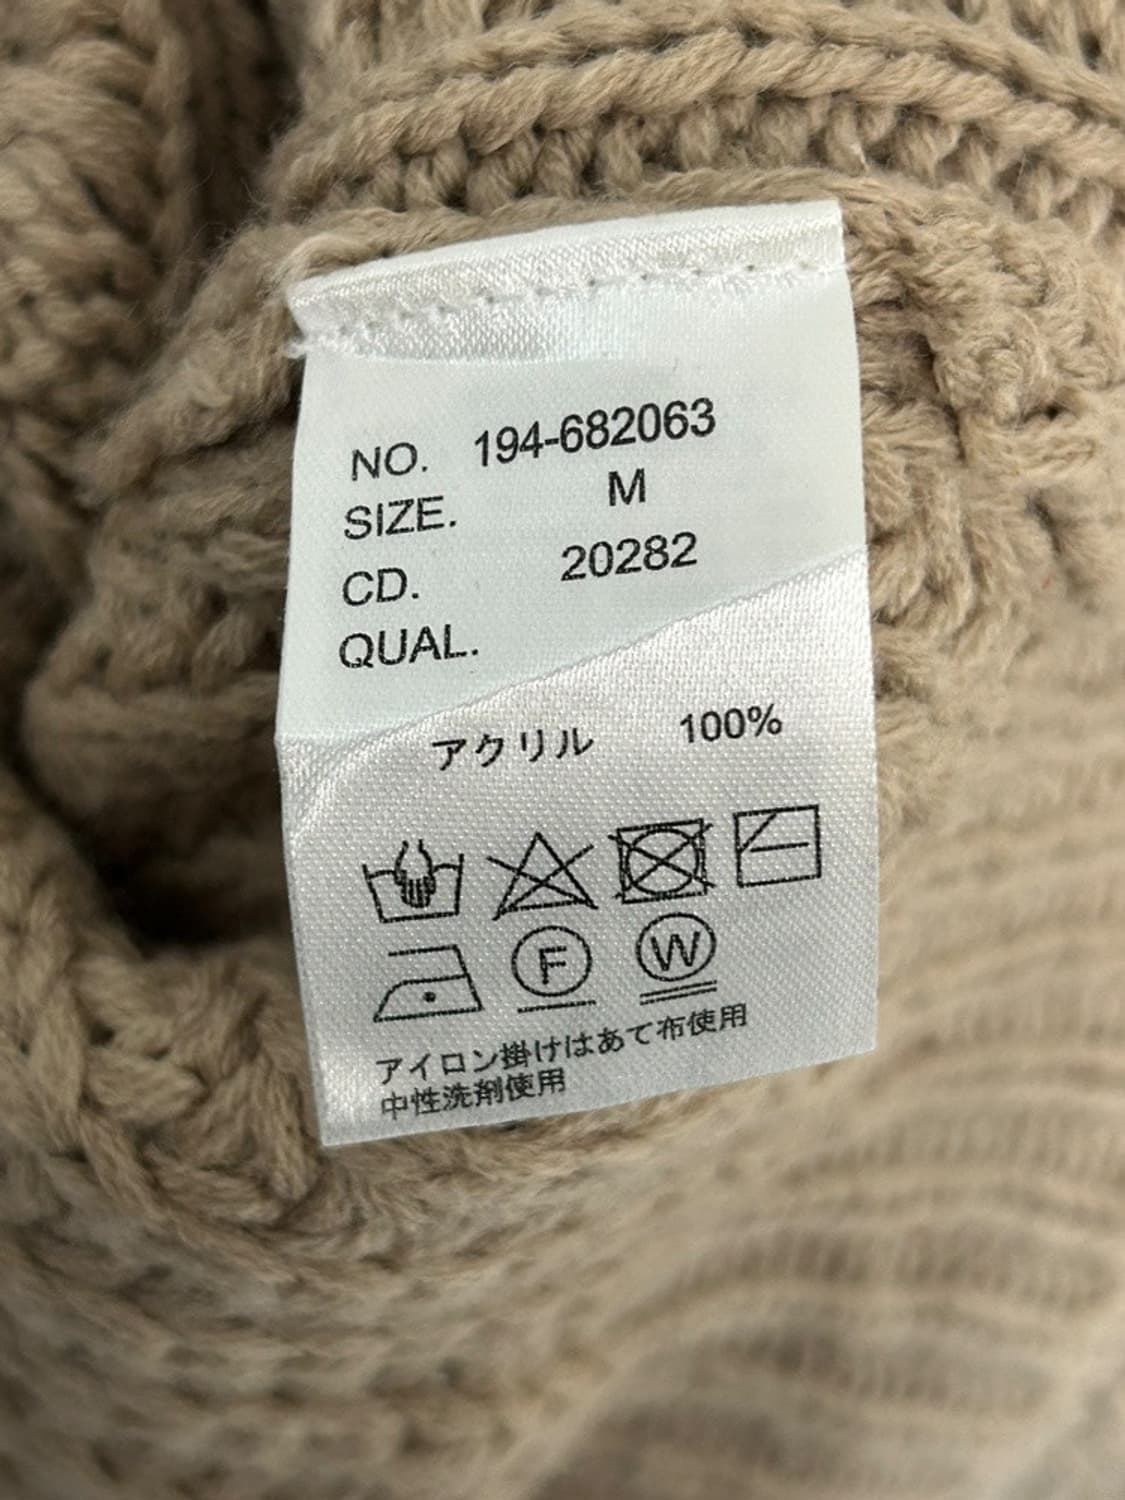 NO. 194-682063
SIZE. M
CD. 20282
QUAL.
アクリル 100%
F W
アイロン掛けはあて布使用
中性洗剤使用